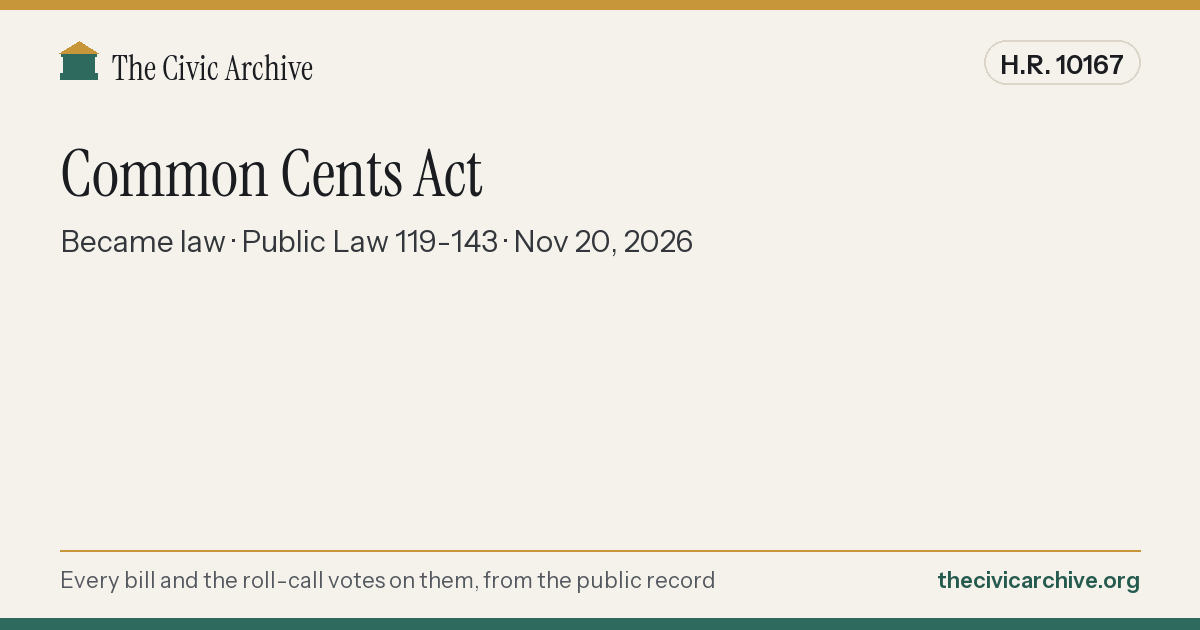 The Civic Archive
H.R. 10167
Common Cents Act
Became law · Public Law 119-143 · Nov 20, 2026
Every bill and the roll-call votes on them, from the public record
thecivicarchive.org